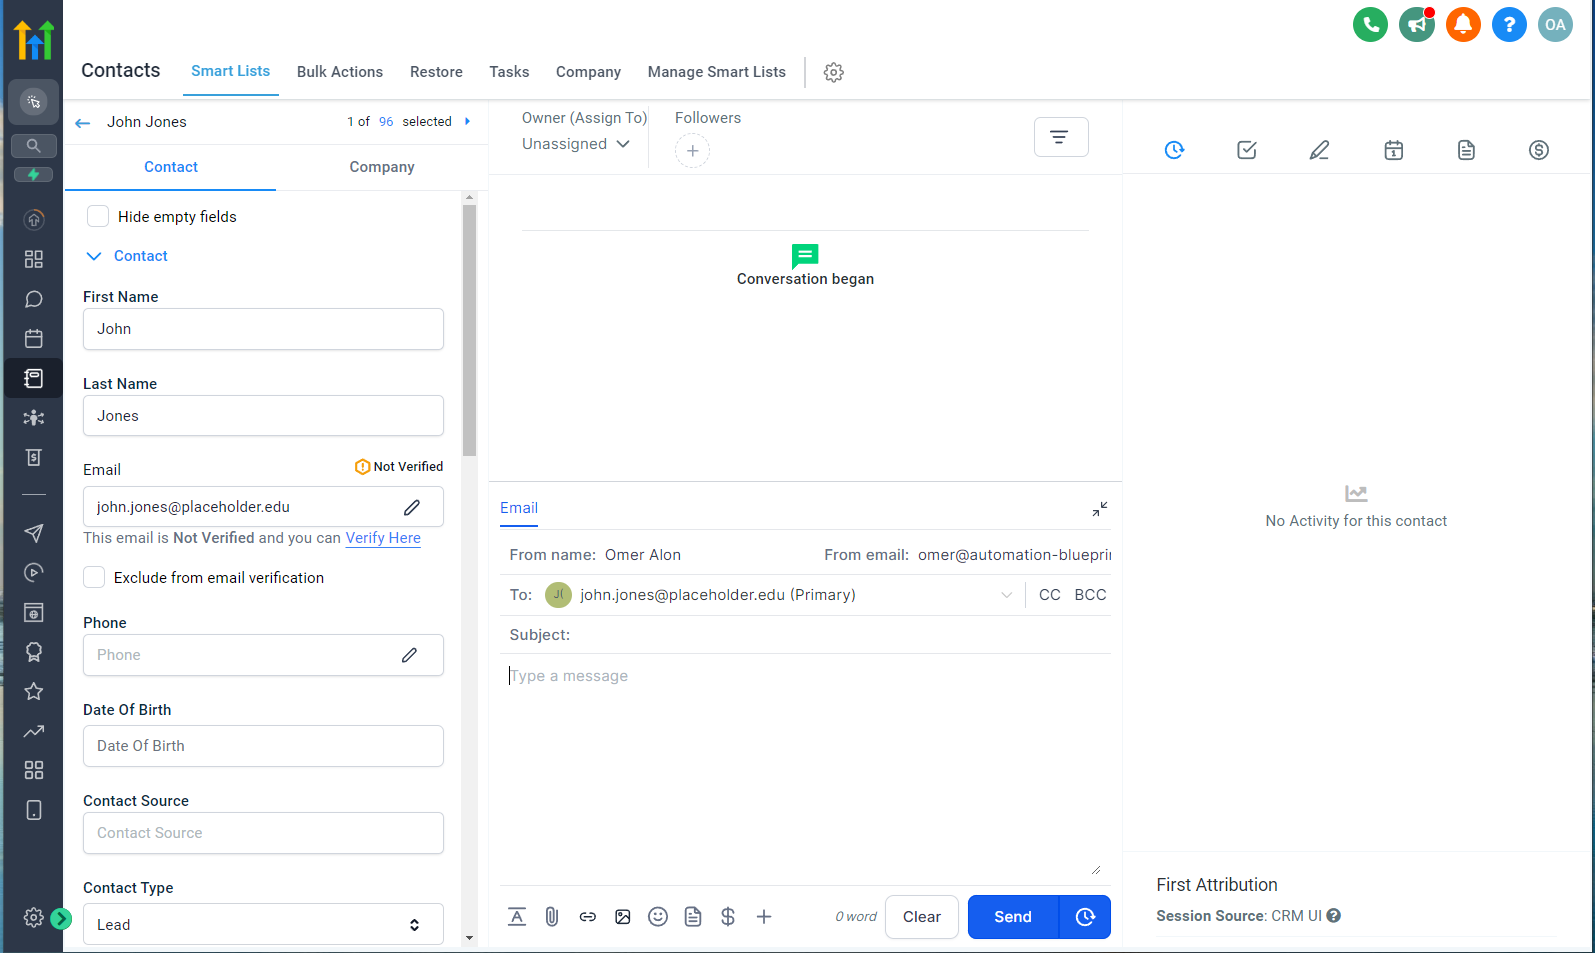 OA
Contacts
Smart Lists
Bulk Actions
Restore
Tasks
Company
Manage Smart Lists
John Jones
1 of 96 selected
Contact
Company
Hide empty fields
Contact
First Name
John
Last Name
Jones
Email
Not Verified
john.jones@placeholder.edu
This email is Not Verified and you can Verify Here
Exclude from email verification
Phone
Phone
Date Of Birth
Date Of Birth
Contact Source
Contact Source
Contact Type
Lead
Owner (Assign To)
Unassigned
Followers
Conversation began
Email
From name: Omer Alon
From email: omer@automation-blueprin
To: J( john.jones@placeholder.edu (Primary)
CC BCC
Subject:
Type a message
0 word
Clear
Send
1
No Activity for this contact
First Attribution
Session Source: CRM UI